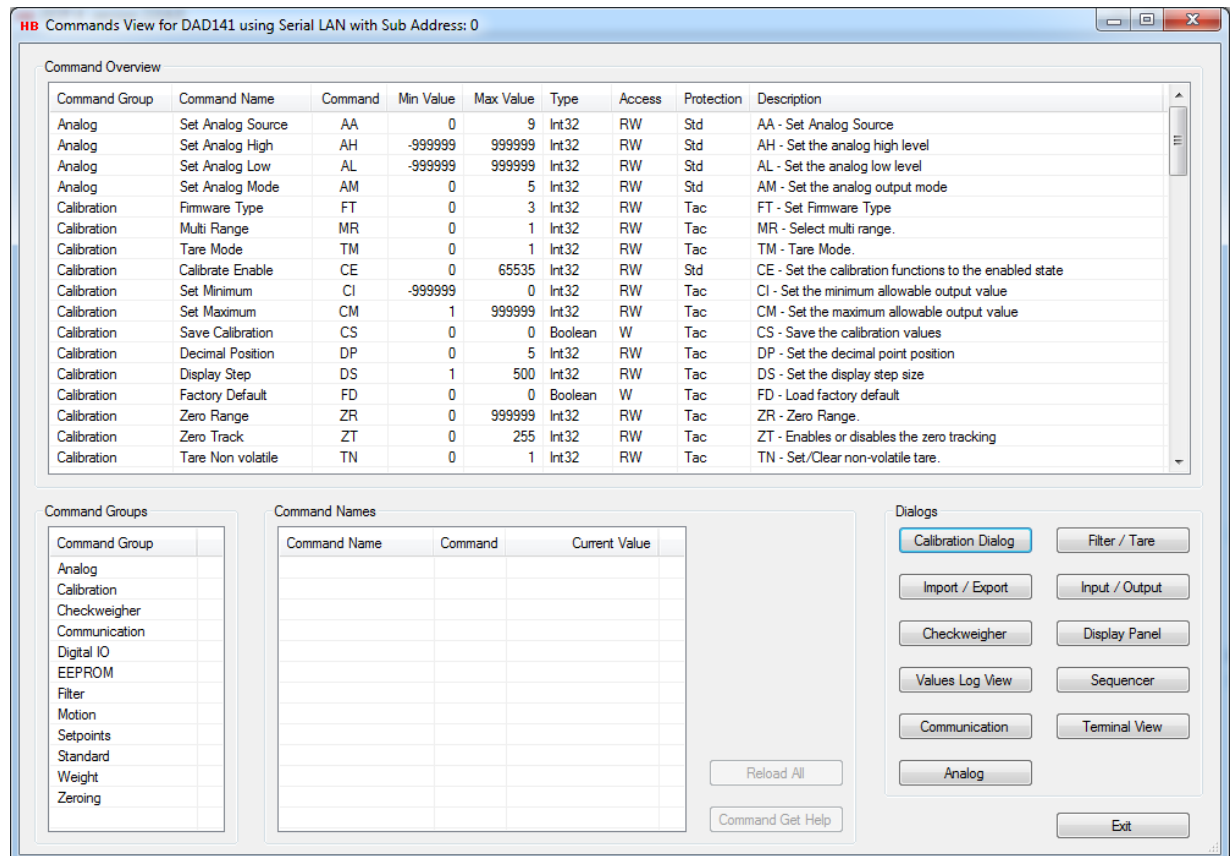 HB Commands View for DAD141 using Serial LAN with Sub Address: 0
Command Overview
Command Group Command Name Command Min Value Max Value Type Access Protection Description
Analog Set Analog Source AA 0 9 Int32 RW Std AA - Set Analog Source
Analog Set Analog High AH -999999 999999 Int32 RW Std AH - Set the analog high level
Analog Set Analog Low AL -999999 999999 Int32 RW Std AL - Set the analog low level
Analog Set Analog Mode AM 0 5 Int32 RW Std AM - Set the analog output mode
Calibration Firmware Type FT 0 3 Int32 RW Tac FT - Set Firmware Type
Calibration Multi Range MR 0 1 Int32 RW Tac MR - Select multi range.
Calibration Tare Mode TM 0 1 Int32 RW Tac TM - Tare Mode.
Calibration Calibrate Enable CE 0 65535 Int32 RW Std CE - Set the calibration functions to the enabled state
Calibration Set Minimum CI -999999 0 Int32 RW Tac CI - Set the minimum allowable output value
Calibration Set Maximum CM 1 999999 Int32 RW Tac CM - Set the maximum allowable output value
Calibration Save Calibration CS 0 0 Boolean W Tac CS - Save the calibration values
Calibration Decimal Position DP 0 5 Int32 RW Tac DP - Set the decimal point position
Calibration Display Step DS 1 500 Int32 RW Tac DS - Set the display step size
Calibration Factory Default FD 0 0 Boolean W Tac FD - Load factory default
Calibration Zero Range ZR 0 999999 Int32 RW Tac ZR - Zero Range.
Calibration Zero Track ZT 0 255 Int32 RW Tac ZT - Enables or disables the zero tracking
Calibration Tare Non volatile TN 0 1 Int32 RW Tac TN - Set/Clear non-volatile tare.
Command Groups
Command Group
Analog
Calibration
Checkweigher
Communication
Digital IO
EEPROM
Filter
Motion
Setpoints
Standard
Weight
Zeroing
Command Names
Command Name Command Current Value
Reload All
Command Get Help
Dialogs
Calibration Dialog Filter / Tare
Import / Export Input / Output
Checkweigher Display Panel
Values Log View Sequencer
Communication Terminal View
Analog
Exit